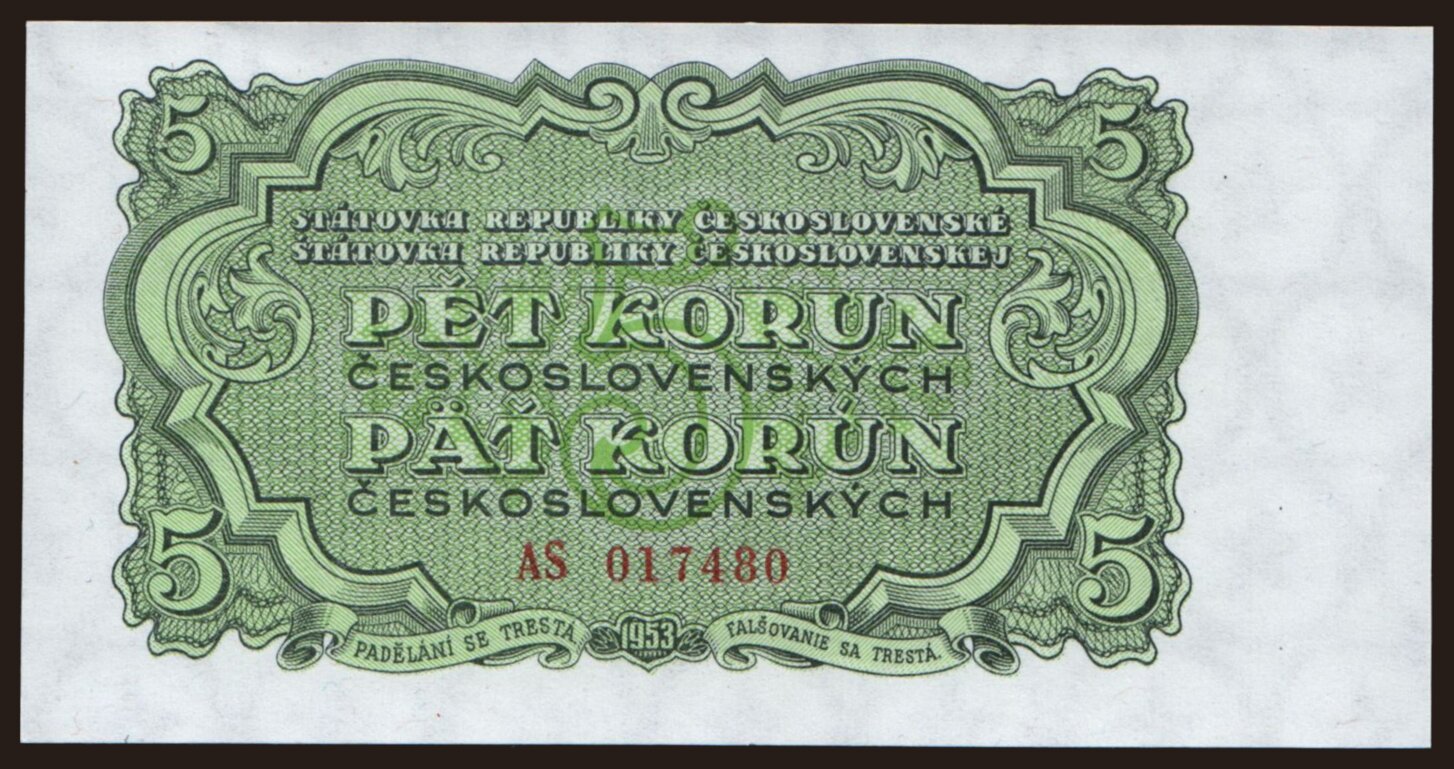 5 5
STÁTOVKA REPUBLIKY ČESKOSLOVENSKÉ
ŠTÁTOVKA REPUBLIKY ČESKOSLOVENSKEJ
PĚT KORUN
ČESKOSLOVENSKÝCH
PÄŤ KORÚN
ČESKOSLOVENSKÝCH
5 5
AS 017480
PADĚLÁNÍ SE TRESTÁ 1953 FALŠOVANIE SA TRESTÁ.